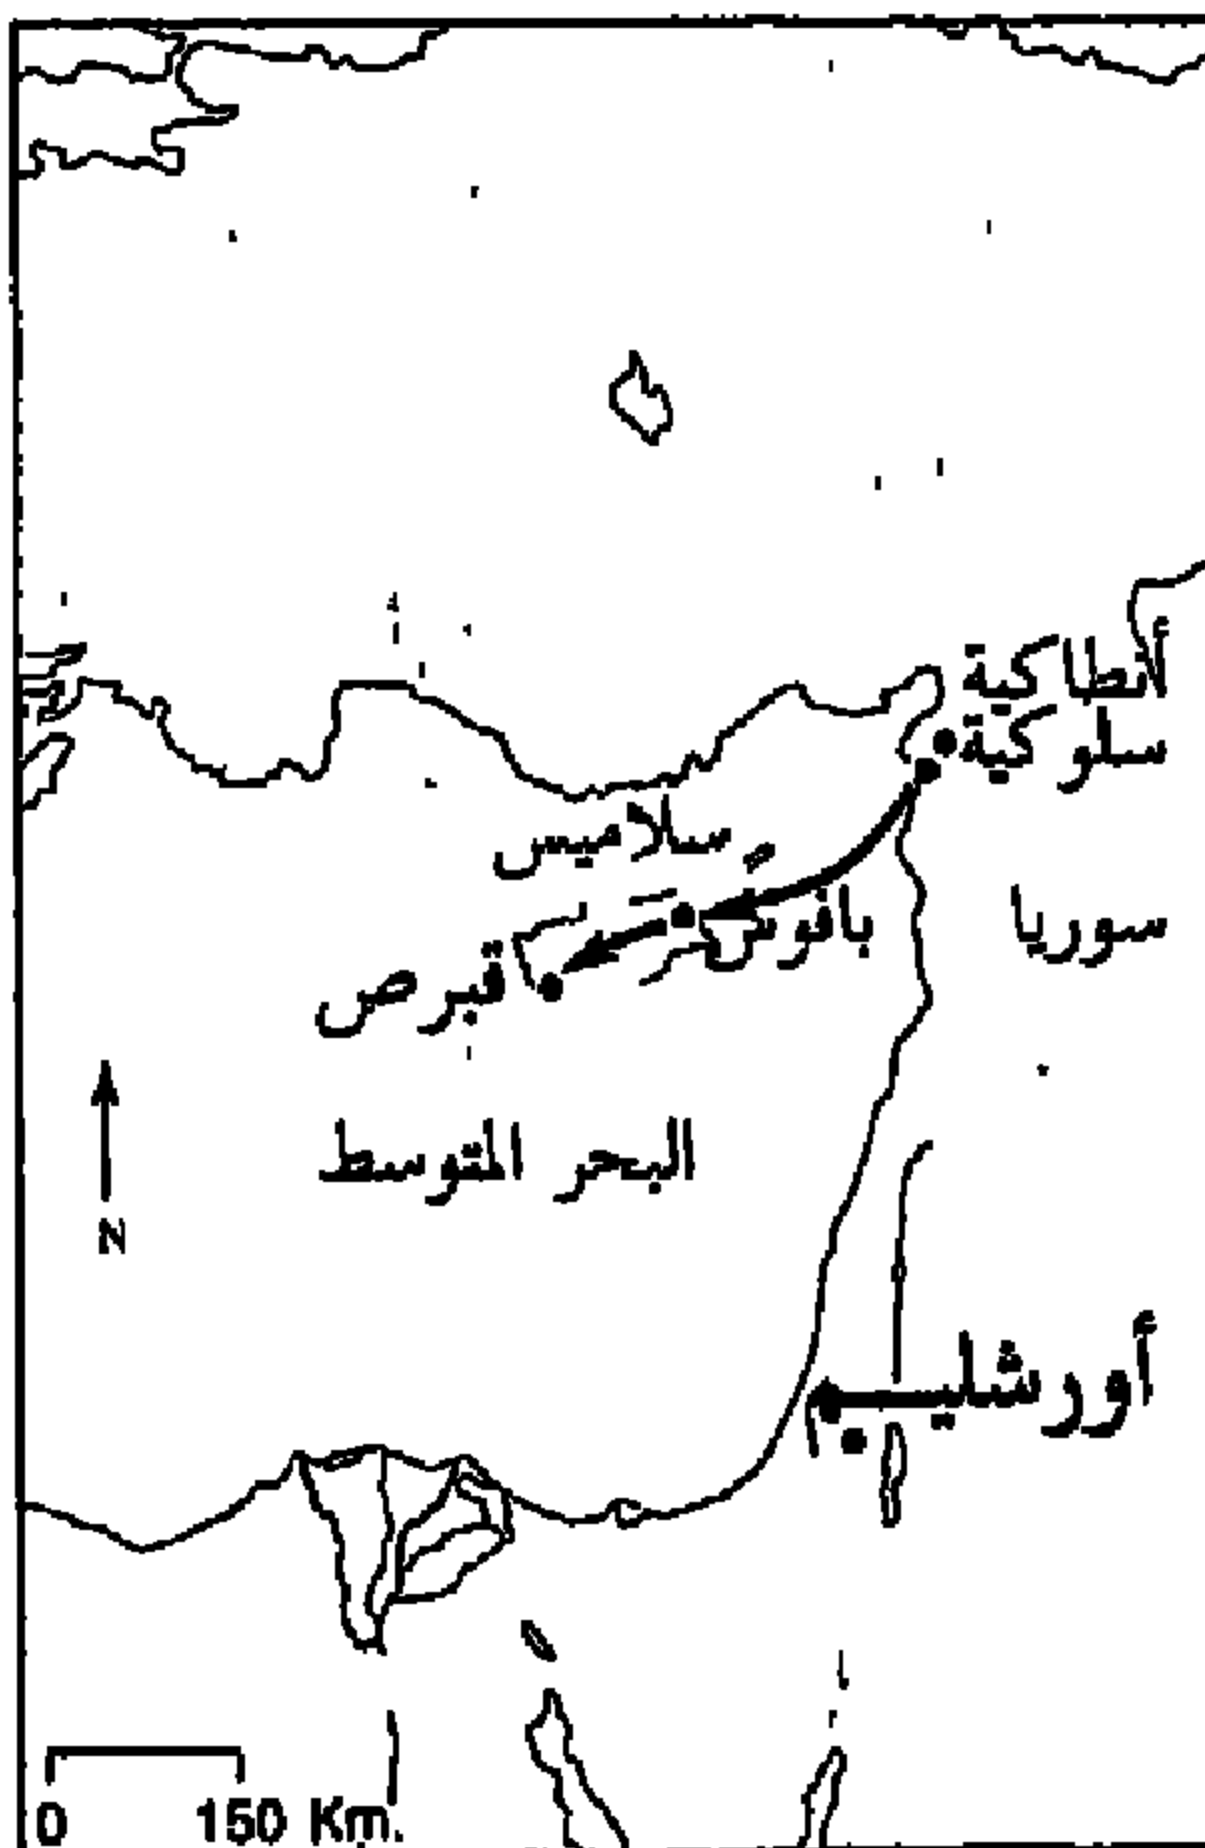 أنطاكية
سلوكية
سلاميس
بافوس
سوريا
قبرص
البحر المتوسط
N
أورشليم
0 150 Km.